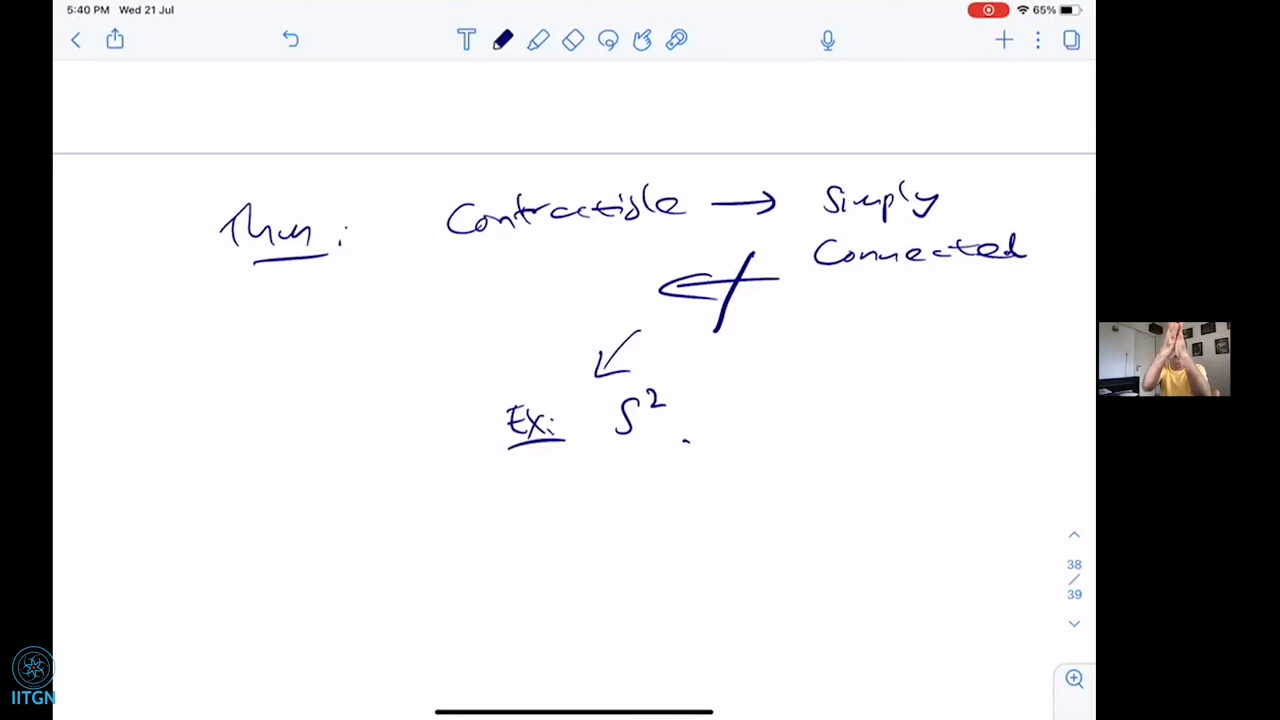 5:40 PM Wed 21 Jul
65%
Thm: Contractible → Simply
Connected
Ex: S²
38
/
39
IITGN